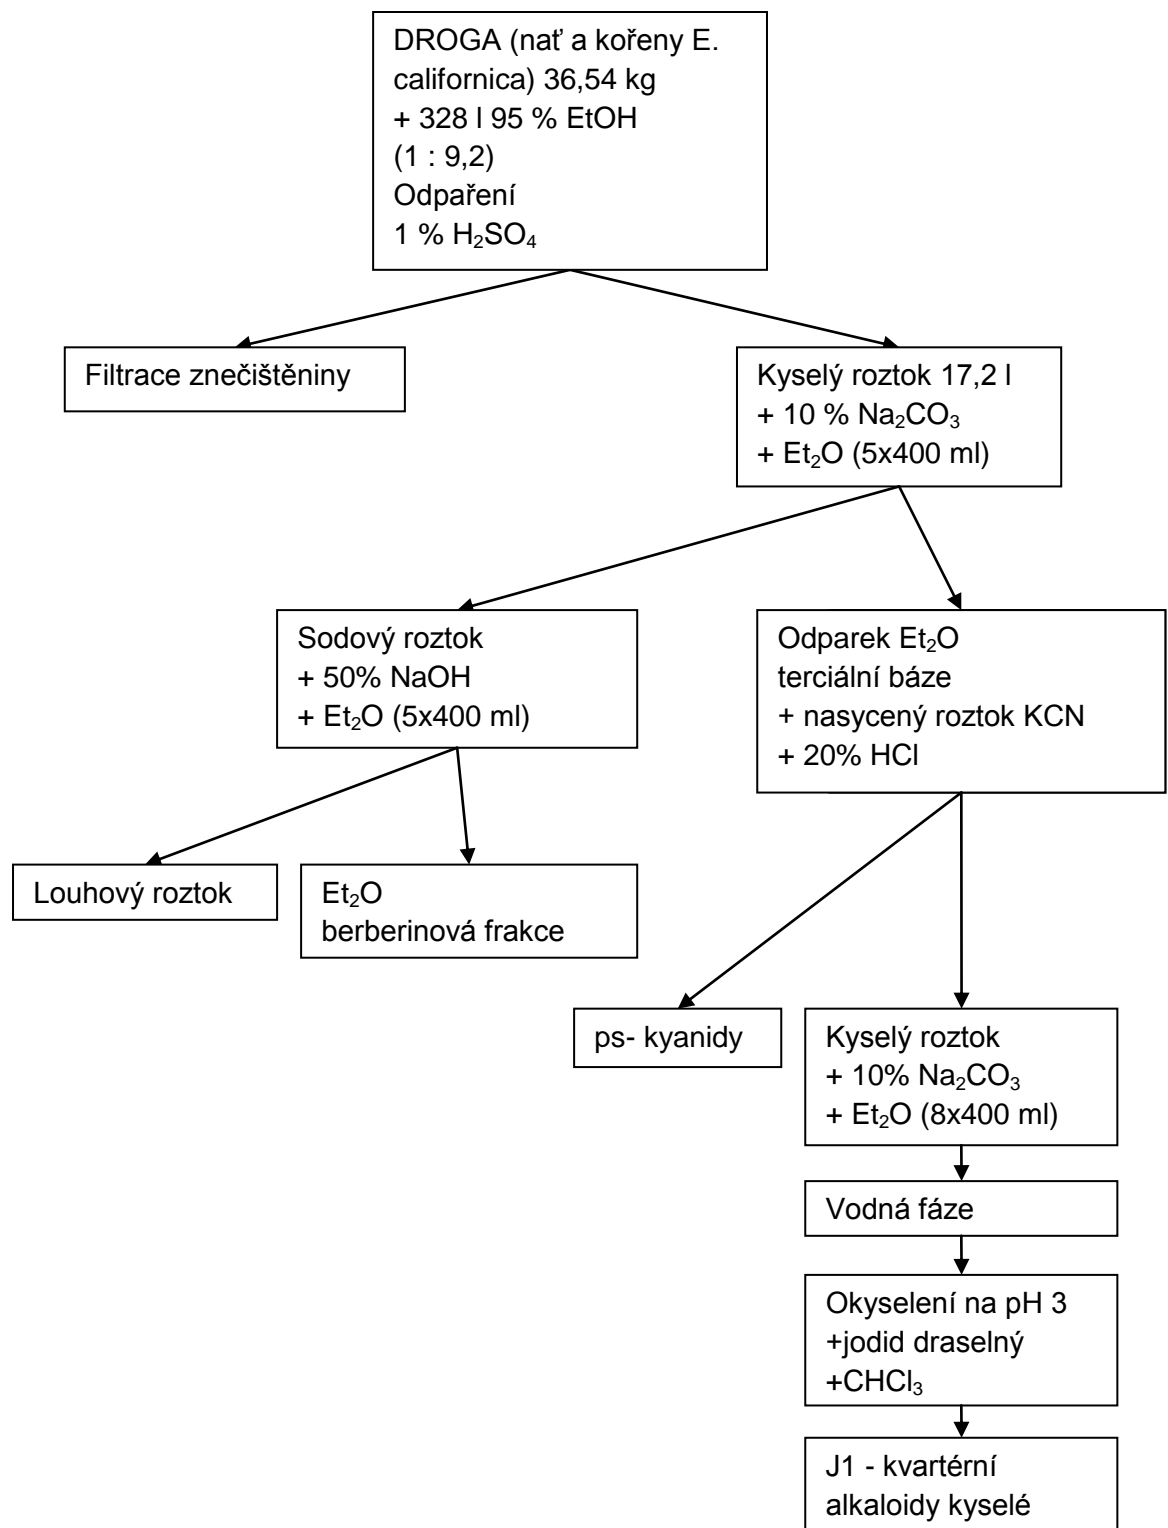 DROGA (nať a kořeny E.
californica) 36,54 kg
+ 328 l 95 % EtOH
(1 : 9,2)
Odpaření
1 % H₂SO₄
Filtrace znečištěniny
Kyselý roztok 17,2 l
+ 10 % Na₂CO₃
+ Et₂O (5x400 ml)
Sodový roztok
+ 50% NaOH
+ Et₂O (5x400 ml)
Odparek Et₂O
terciální báze
+ nasycený roztok KCN
+ 20% HCl
Louhový roztok
Et₂O
berberinová frakce
ps- kyanidy
Kyselý roztok
+ 10% Na₂CO₃
+ Et₂O (8x400 ml)
Vodná fáze
Okyselení na pH 3
+jodid draselný
+CHCl₃
J1 - kvartérní
alkaloidy kyselé